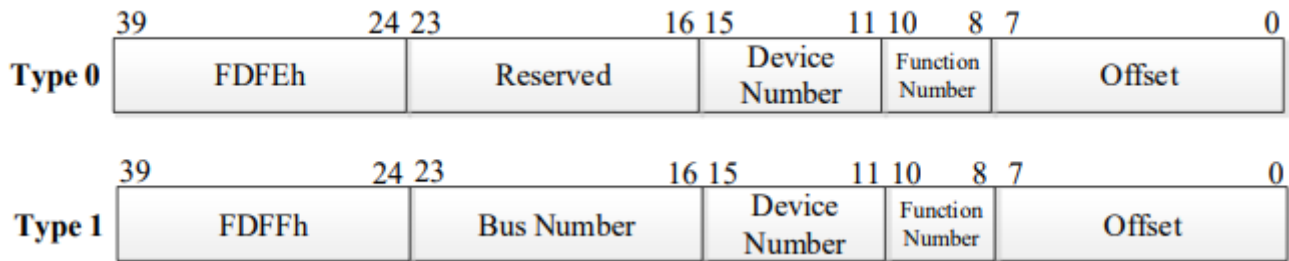 39 24 23 16 15 11 10 8 7 0
Type 0 FDFEh Reserved Device Number Function Number Offset
39 24 23 16 15 11 10 8 7 0
Type 1 FDFFh Bus Number Device Number Function Number Offset